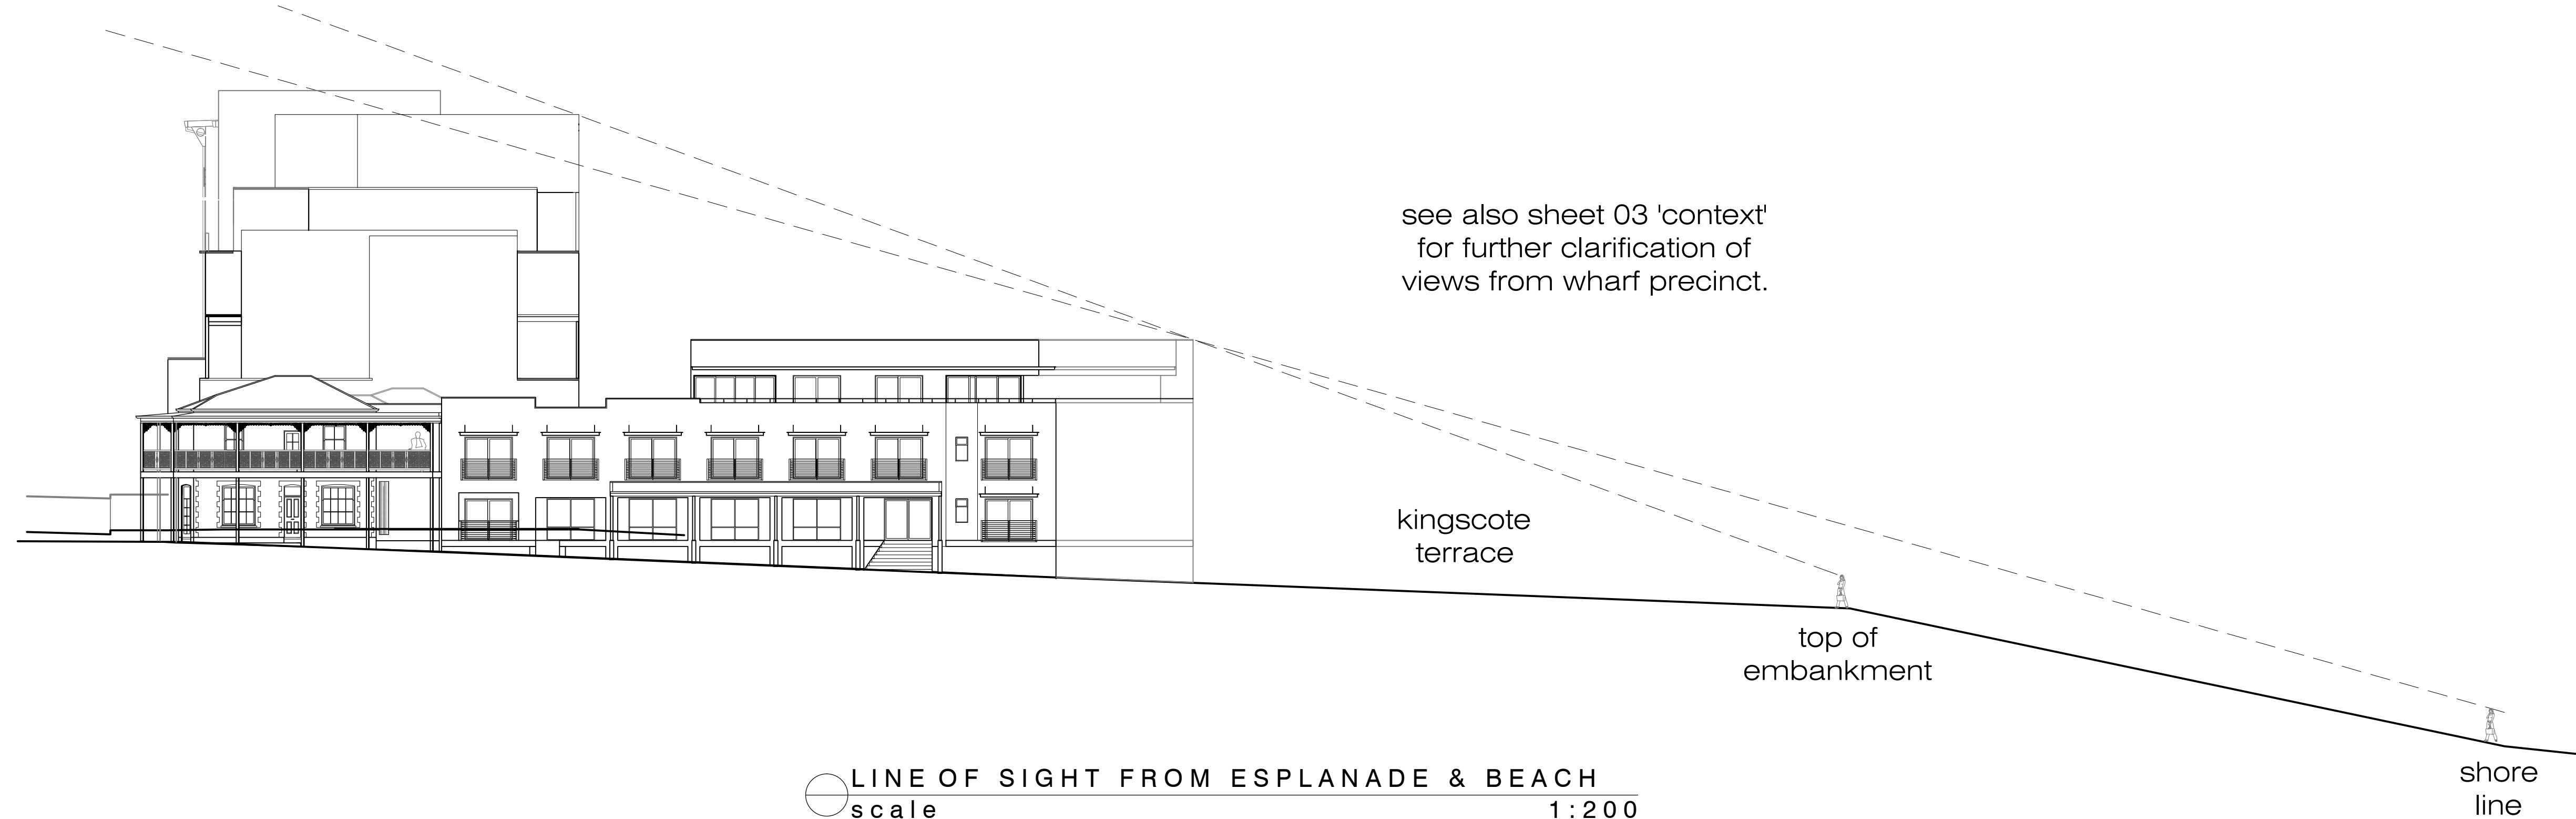 see also sheet 03 'context'
for further clarification of
views from wharf precinct.
kingscote
terrace
top of
embankment
shore
line
LINE OF SIGHT FROM ESPLANADE & BEACH
scale 1:200